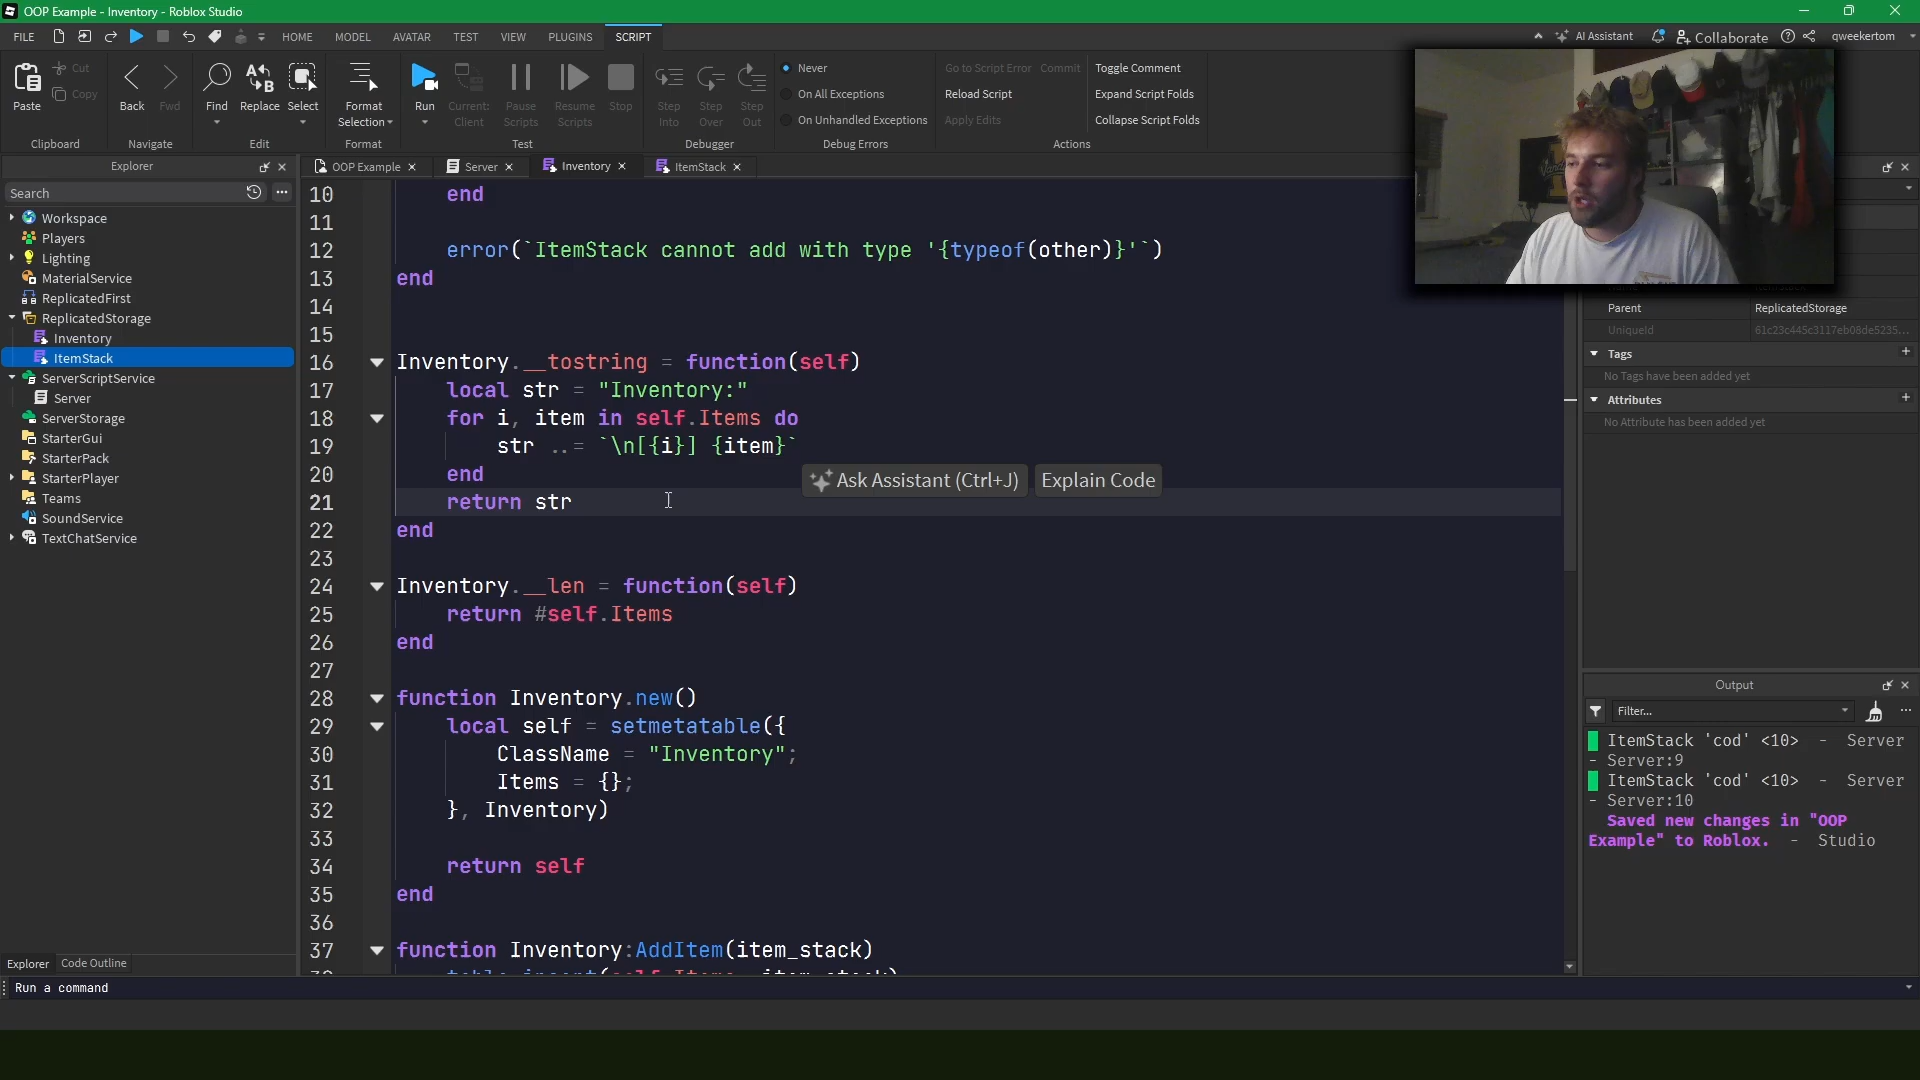 OOP Example - Inventory - Roblox Studio
FILE HOME MODEL AVATAR TEST VIEW PLUGINS SCRIPT AI Assistant Collaborate qweekertom
Paste Cut Copy
Clipboard
Back Fwd
Navigate
Find Replace Select
Edit
Format Selection
Format
Run Current: Client Pause Scripts Resume Scripts Stop
Test
Step Into Step Over Step Out
Debugger
Never
On All Exceptions
On Unhandled Exceptions
Debug Errors
Go to Script Error Commit Toggle Comment
Reload Script Expand Script Folds
Apply Edits Collapse Script Folds
Actions
Explorer
Search
Workspace
Players
Lighting
MaterialService
ReplicatedFirst
ReplicatedStorage
Inventory
ItemStack
ServerScriptService
Server
ServerStorage
StarterGui
StarterPack
StarterPlayer
Teams
SoundService
TextChatService
Explorer Code Outline
OOP Example Server Inventory ItemStack
10 end
11
12 error(`ItemStack cannot add with type '{typeof(other)}'`)
13 end
14
15
16 Inventory.__tostring = function(self)
17 local str = "Inventory:"
18 for i, item in self.Items do
19 str ..= `\n[{i}] {item}`
20 end
Ask Assistant (Ctrl+J) Explain Code
21 return str
22 end
23
24 Inventory.__len = function(self)
25 return #self.Items
26 end
27
28 function Inventory.new()
29 local self = setmetatable({
30 ClassName = "Inventory";
31 Items = {};
32 }, Inventory)
33
34 return self
35 end
36
37 function Inventory:AddItem(item_stack)
Parent ReplicatedStorage
UniqueId 61c23c445c3117eb08de5235...
Tags
No Tags have been added yet
Attributes
No Attribute has been added yet
Output
Filter...
ItemStack 'cod' <10> - Server
- Server:9
ItemStack 'cod' <10> - Server
- Server:10
Saved new changes in "OOP
Example" to Roblox. - Studio
Run a command